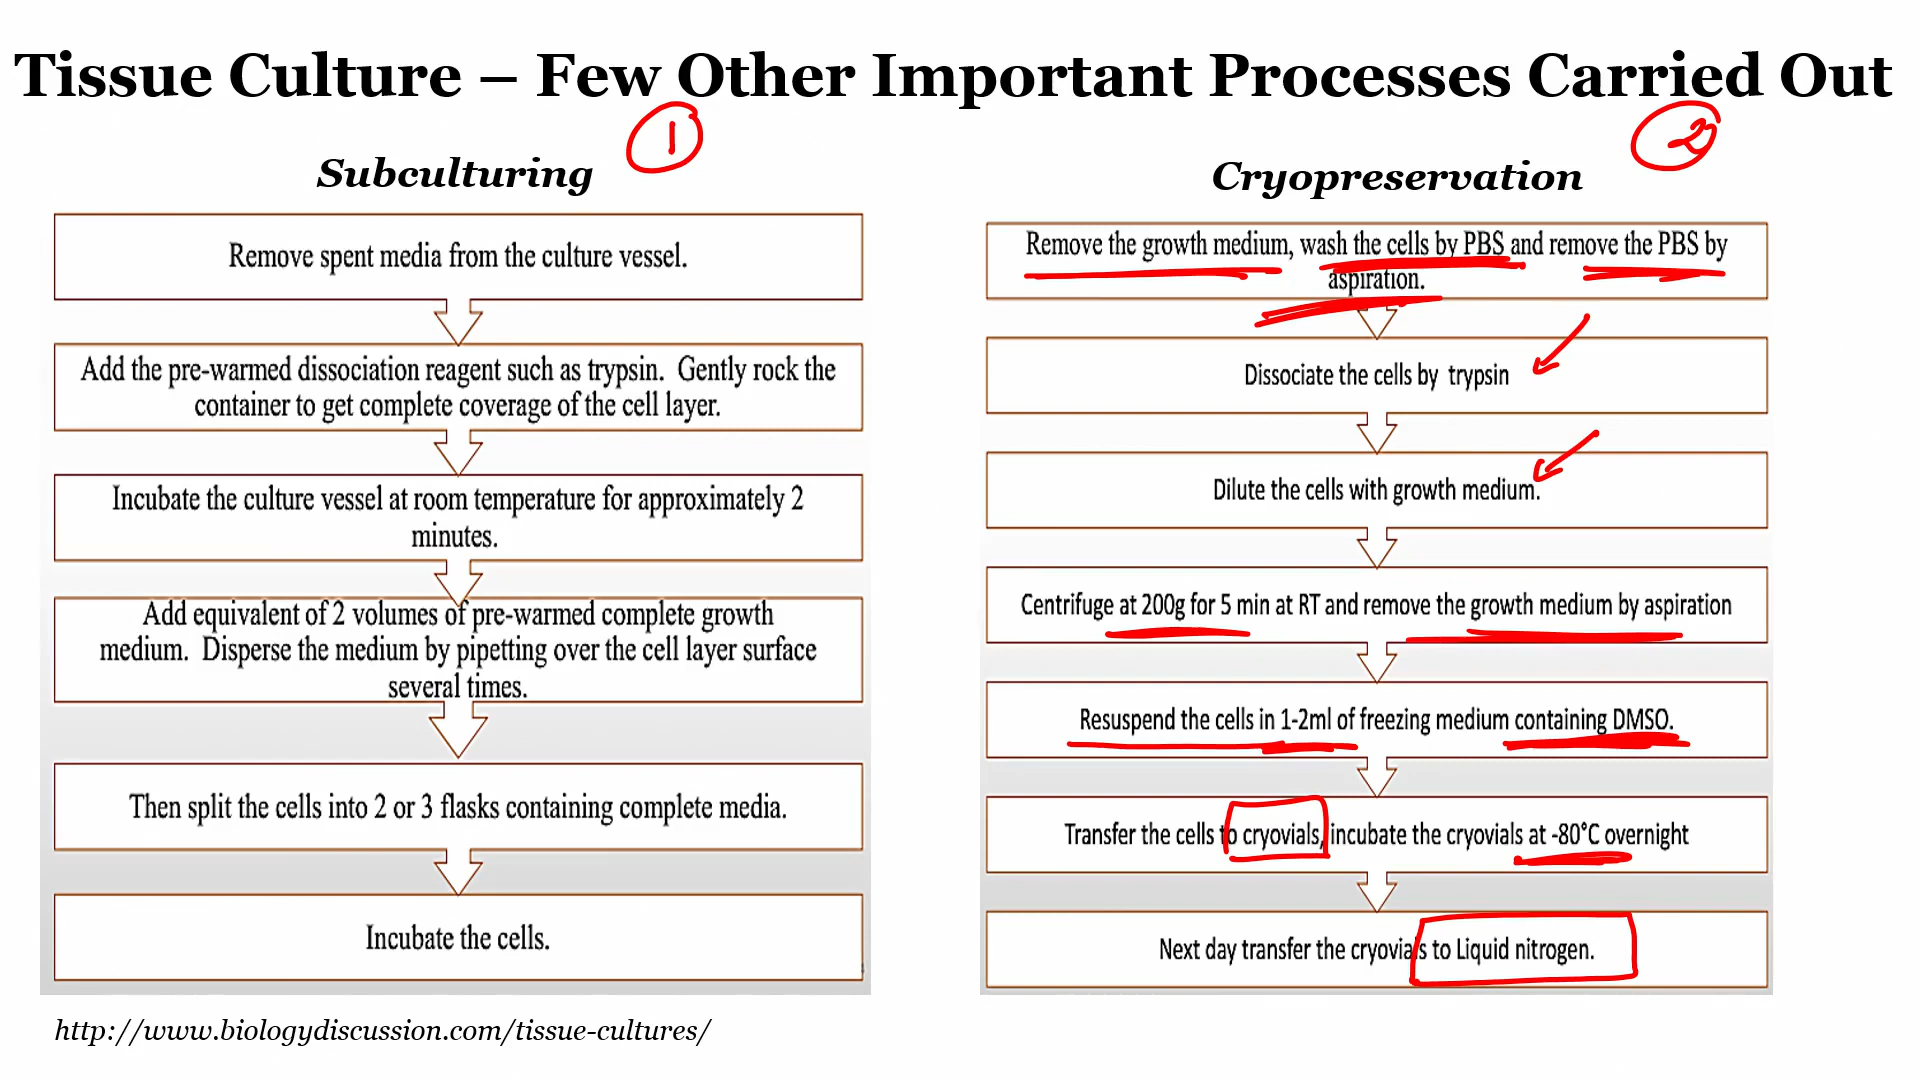 Tissue Culture – Few Other Important Processes Carried Out
1
Subculturing
Remove spent media from the culture vessel.
Add the pre-warmed dissociation reagent such as trypsin. Gently rock the
container to get complete coverage of the cell layer.
Incubate the culture vessel at room temperature for approximately 2
minutes.
Add equivalent of 2 volumes of pre-warmed complete growth
medium. Disperse the medium by pipetting over the cell layer surface
several times.
Then split the cells into 2 or 3 flasks containing complete media.
Incubate the cells.
2
Cryopreservation
Remove the growth medium, wash the cells by PBS and remove the PBS by
aspiration.
Dissociate the cells by trypsin
Dilute the cells with growth medium.
Centrifuge at 200g for 5 min at RT and remove the growth medium by aspiration
Resuspend the cells in 1-2ml of freezing medium containing DMSO.
Transfer the cells to cryovials, incubate the cryovials at -80°C overnight
Next day transfer the cryovials to Liquid nitrogen.
http://www.biologydiscussion.com/tissue-cultures/